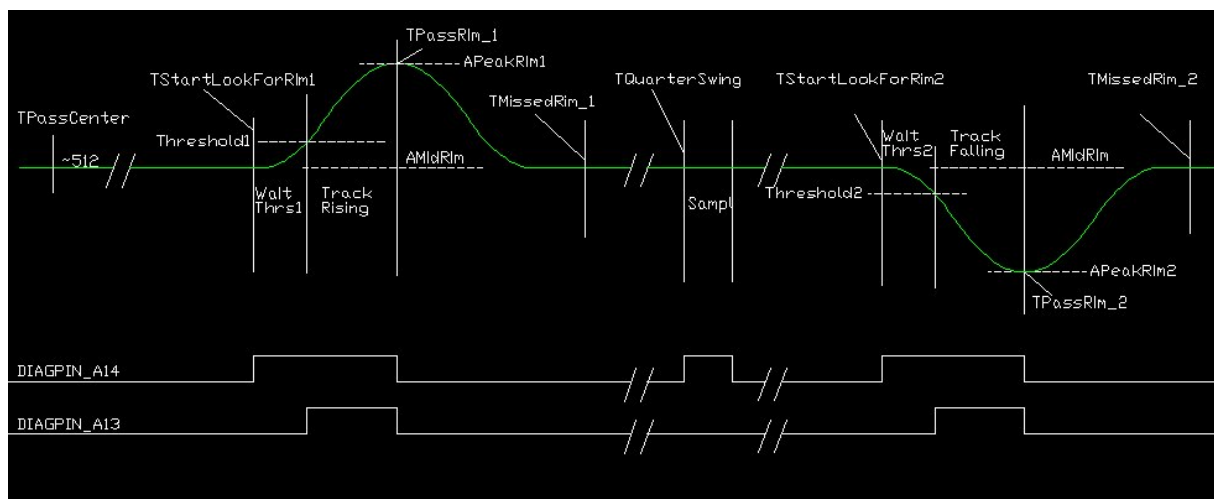 TPassRim_1
APeakRim1
TStartLookForRim1
TPassCenter
~512
Threshold1
AMidRim
Wait
Thrs1
Track
Rising
TMissedRim_1
TQuarterSwing
Sampl
TStartLookForRim2
Wait
Thrs2
Track
Falling
AMidRim
TMissedRim_2
Threshold2
APeakRim2
TPassRim_2
DIAGPIN_A14
DIAGPIN_A13